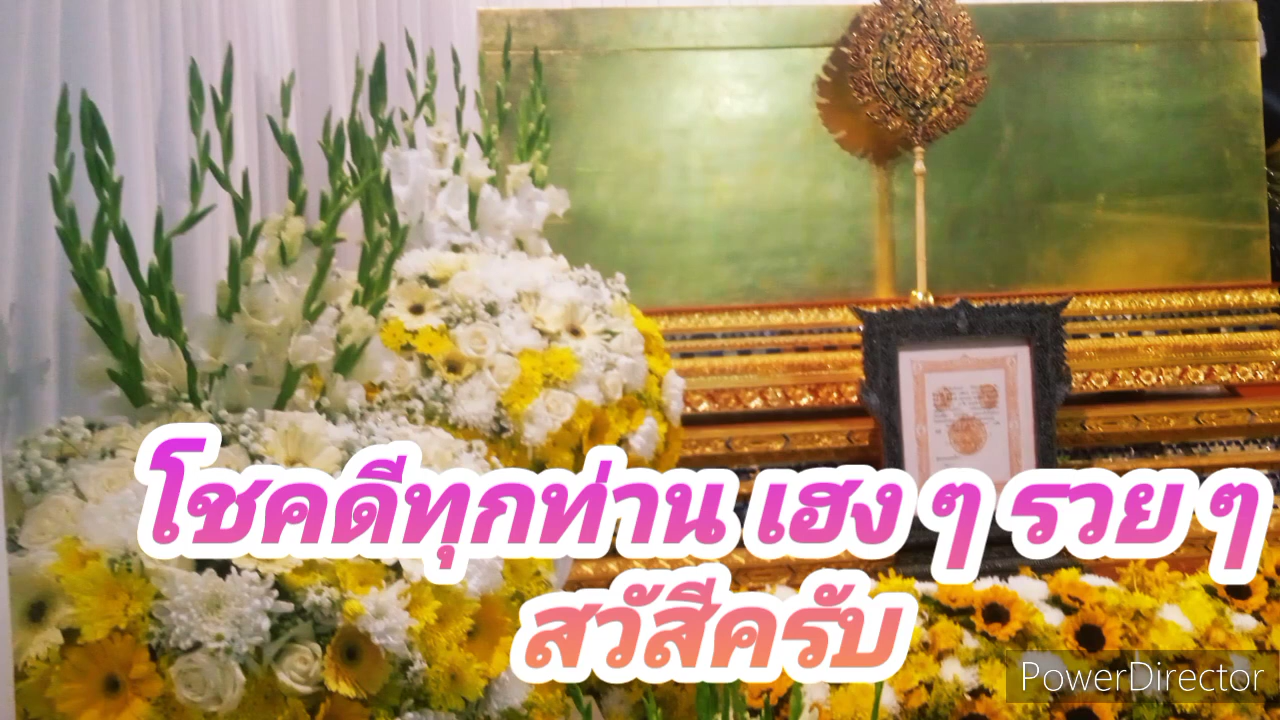 โชคดีทุกท่าน เฮง ๆ รวย ๆ
สวัสีครับ
PowerDirector